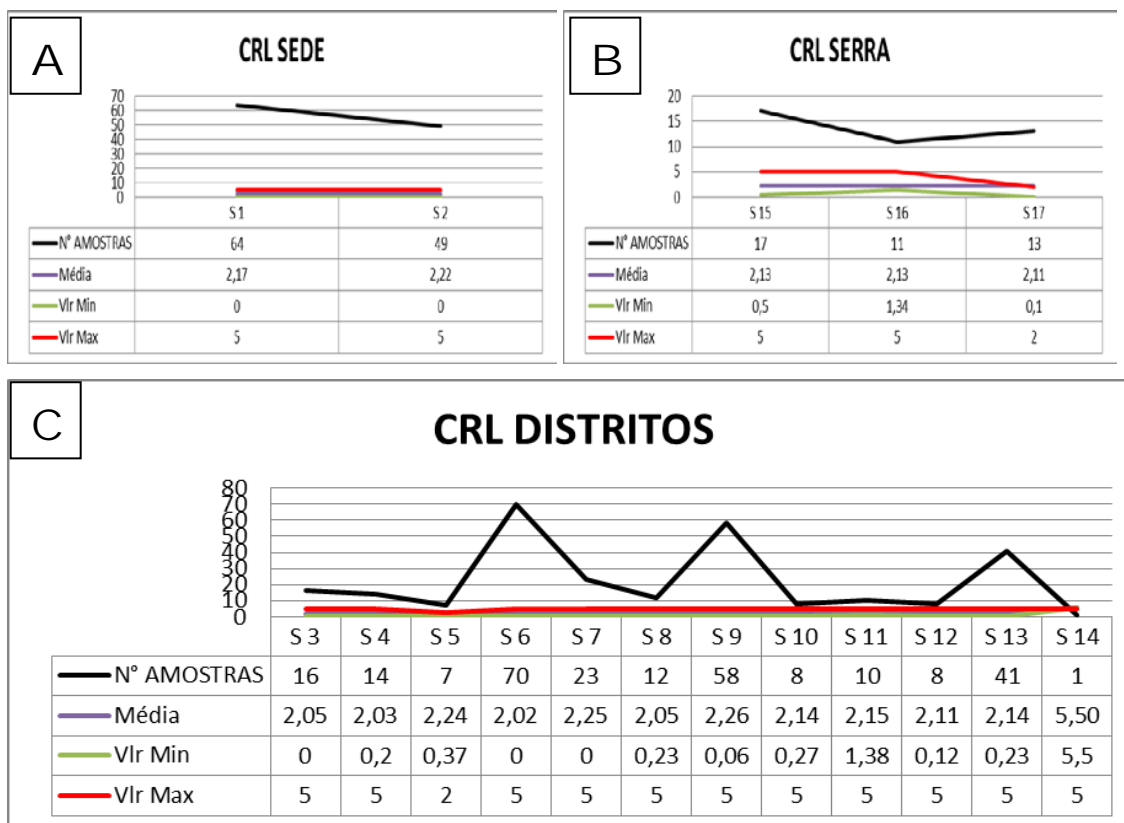 A
CRL SEDE
70
60
50
40
30
20
10
0
S 1 S 2
N° AMOSTRAS 64 49
Média 2,17 2,22
Vlr Min 0 0
Vlr Max 5 5
B
CRL SERRA
20
15
10
5
0
S 15 S 16 S 17
N° AMOSTRAS 17 11 13
Média 2,13 2,13 2,11
Vlr Min 0,5 1,34 0,1
Vlr Max 5 5 2
C
CRL DISTRITOS
80
70
60
50
40
30
20
10
0
S 3 S 4 S 5 S 6 S 7 S 8 S 9 S 10 S 11 S 12 S 13 S 14
N° AMOSTRAS 16 14 7 70 23 12 58 8 10 8 41 1
Média 2,05 2,03 2,24 2,02 2,25 2,05 2,26 2,14 2,15 2,11 2,14 5,50
Vlr Min 0 0,2 0,37 0 0 0,23 0,06 0,27 1,38 0,12 0,23 5,5
Vlr Max 5 5 2 5 5 5 5 5 5 5 5 5